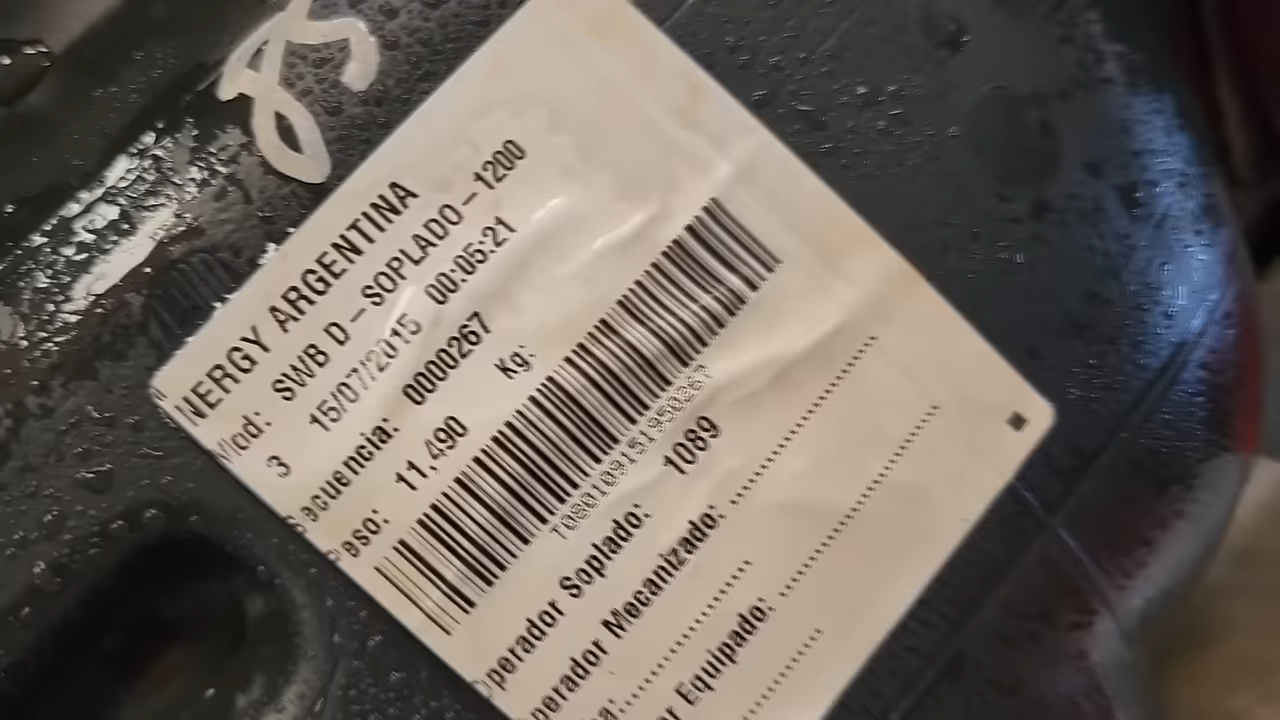 NERGY ARGENTINA
Mod: SWB D - SOPLADO - 1200
3 15/07/2015 00:05:21
Secuencia: 0000267
Peso: 11,490 Kg:
Operador Soplado: 1089
Operador Mecanizado: ..............................
Equipado: ..............................